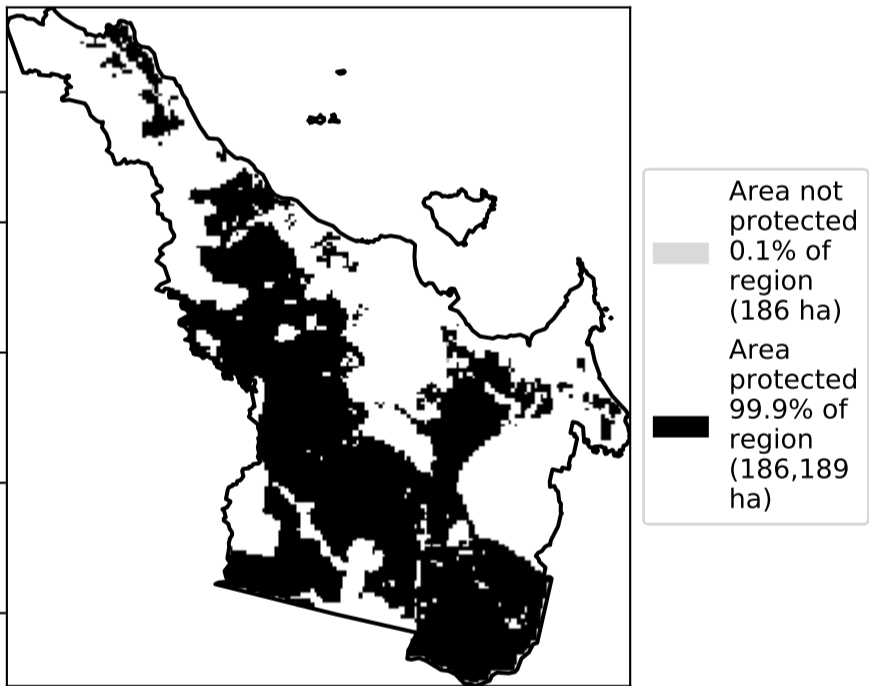 Area not
protected
0.1% of
region
(186 ha)
Area
protected
99.9% of
region
(186,189
ha)